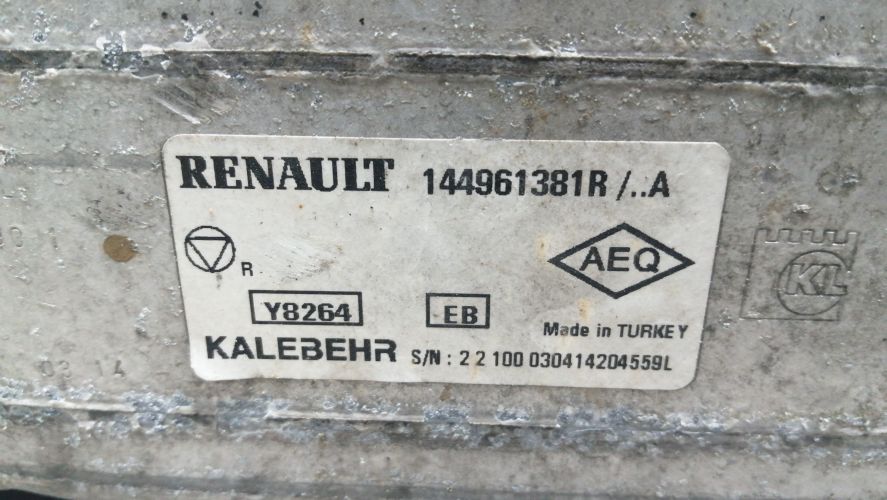 RENAULT 144961381R /..A
R
AEQ
Y8264 EB
Made in TURKEY
KALEBEHR S/N : 2 2 100 030414204559L
KL
03 14